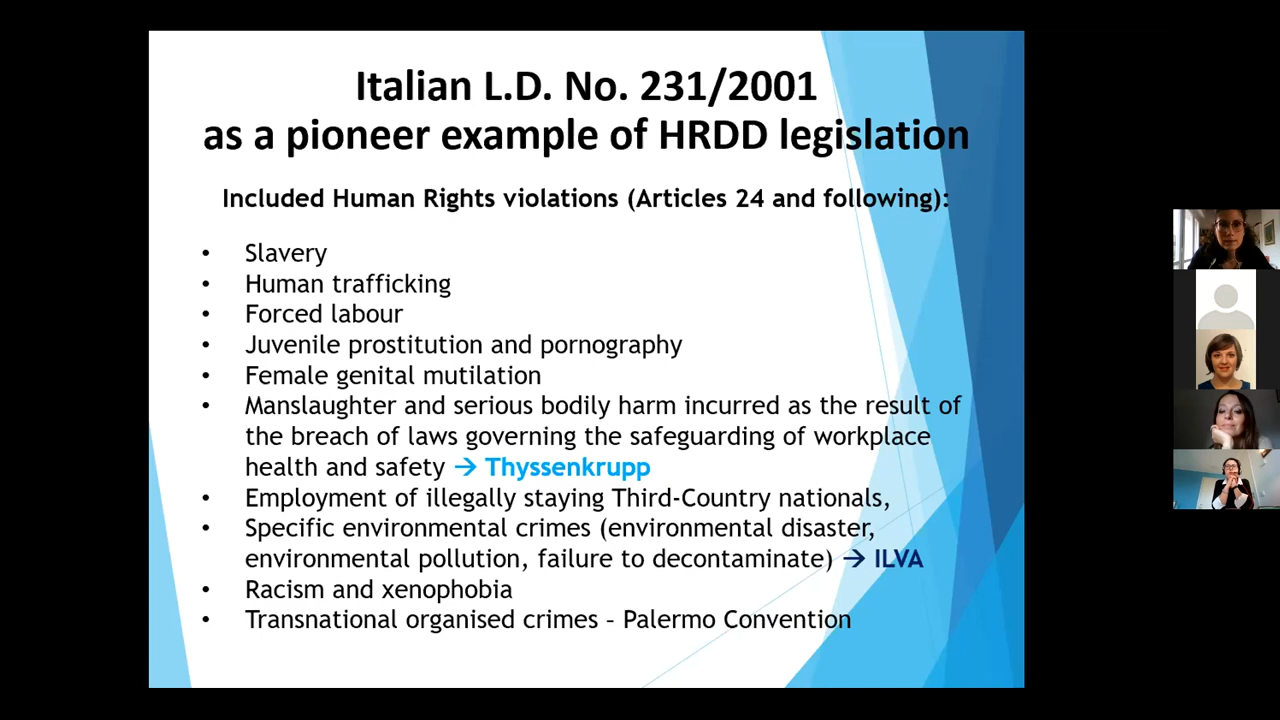 Italian L.D. No. 231/2001
as a pioneer example of HRDD legislation
Included Human Rights violations (Articles 24 and following):
• Slavery
• Human trafficking
• Forced labour
• Juvenile prostitution and pornography
• Female genital mutilation
• Manslaughter and serious bodily harm incurred as the result of
the breach of laws governing the safeguarding of workplace
health and safety → Thyssenkrupp
• Employment of illegally staying Third-Country nationals,
• Specific environmental crimes (environmental disaster,
environmental pollution, failure to decontaminate) → ILVA
• Racism and xenophobia
• Transnational organised crimes – Palermo Convention